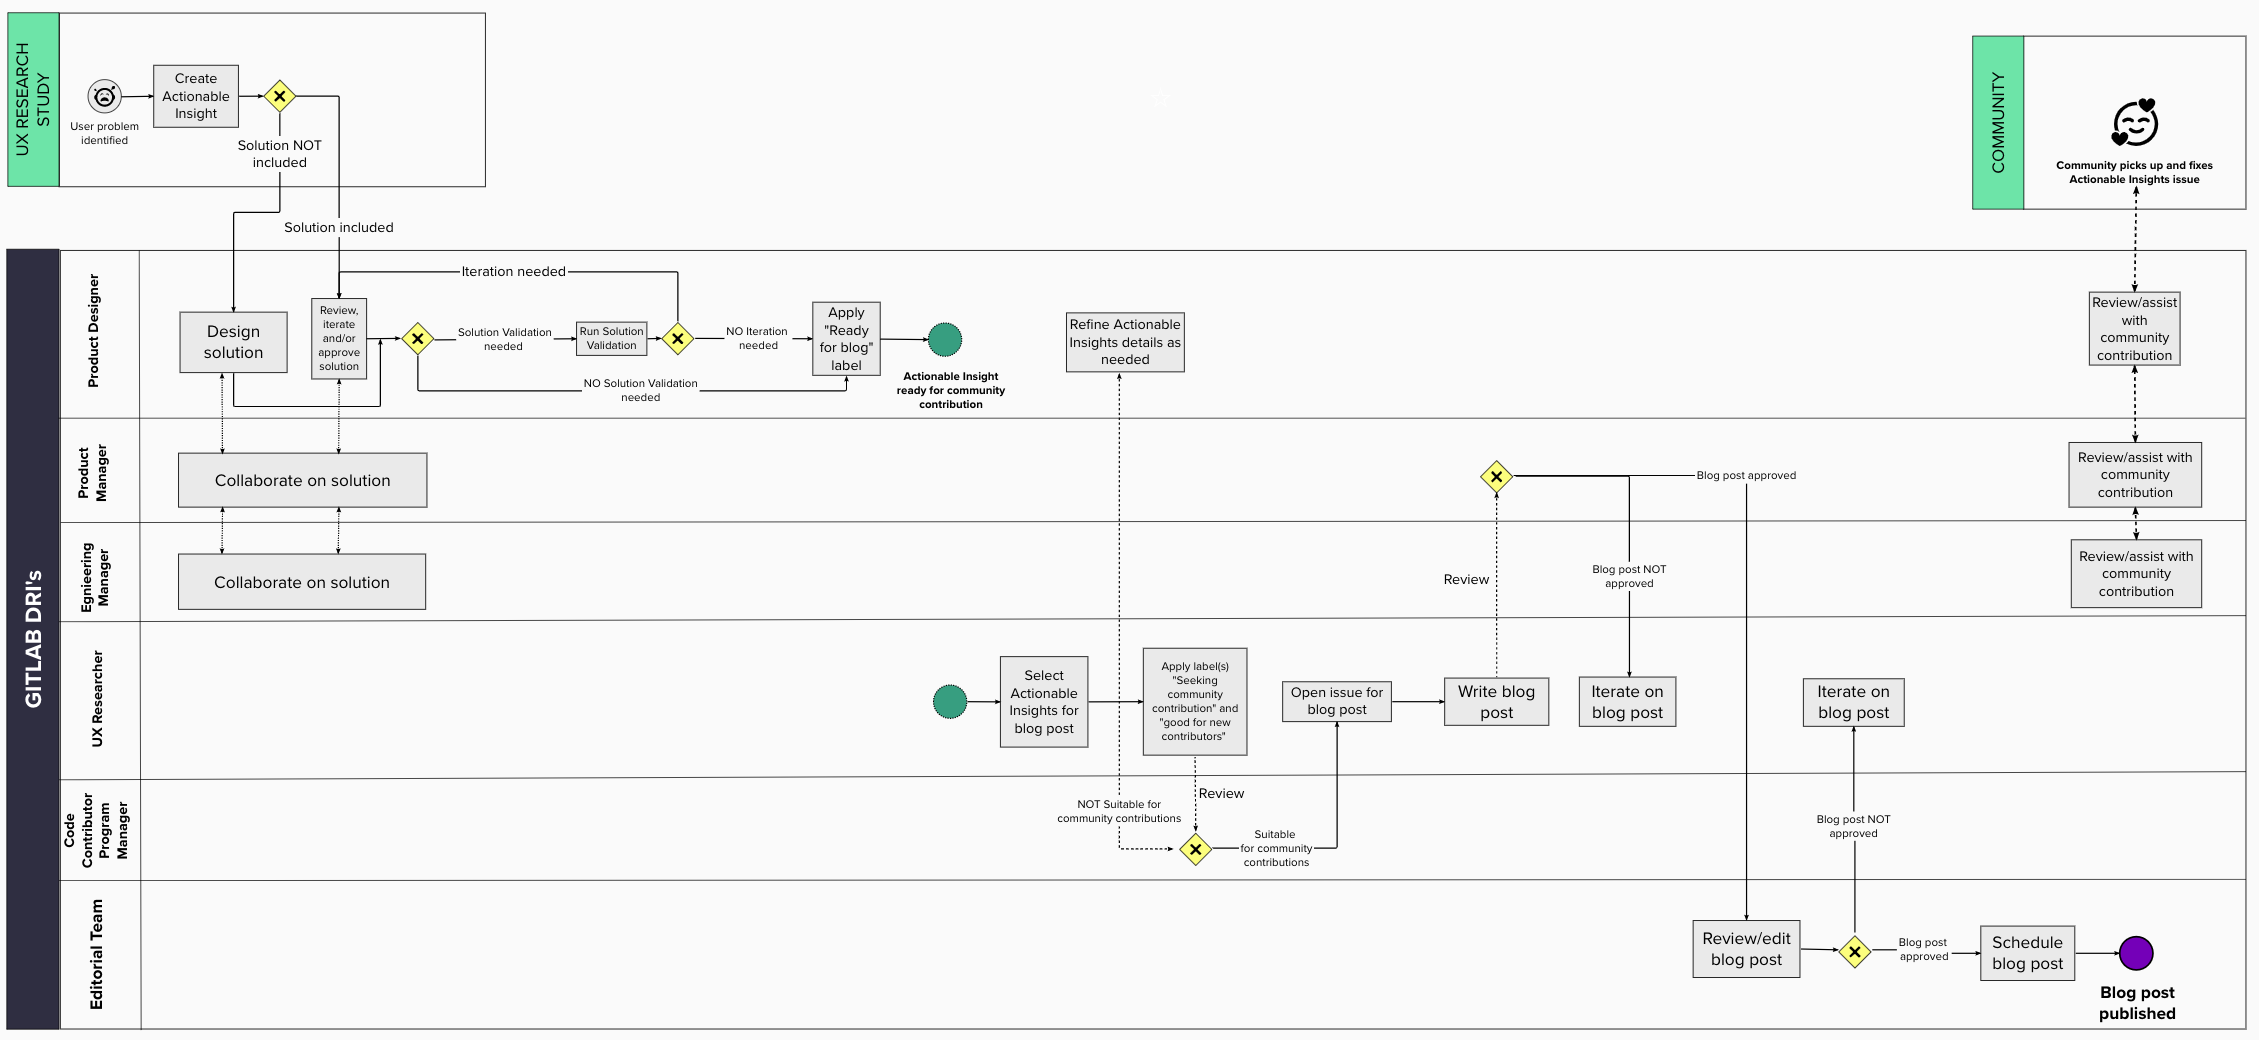 UX RESEARCH
STUDY
User problem
identified
Create
Actionable
Insight
Solution NOT
included
Solution included
COMMUNITY
Community picks up and fixes
Actionable Insights issue
GITLAB DRI's
Product Designer
Design
solution
Review,
iterate
and/or
approve
solution
Iteration needed
Solution Validation
needed
Run Solution
Validation
NO Iteration
needed
NO Solution Validation
needed
Apply
"Ready
for blog"
label
Actionable Insight
ready for community
contribution
Refine Actionable
Insights details as
needed
Review/assist
with
community
contribution
Product
Manager
Collaborate on solution
Blog post approved
Review/assist with
community
contribution
Egnieering
Manager
Collaborate on solution
Review
Blog post NOT
approved
Review/assist with
community
contribution
UX Researcher
Select
Actionable
Insights for
blog post
Apply label(s)
"Seeking
community
contribution" and
"good for new
contributors"
Open issue for
blog post
Write blog
post
Iterate on
blog post
Iterate on
blog post
Code
Contributor
Program
Manager
NOT Suitable for
community contributions
Review
Suitable
for community
contributions
Blog post NOT
approved
Editorial Team
Review/edit
blog post
Blog post
approved
Schedule
blog post
Blog post
published